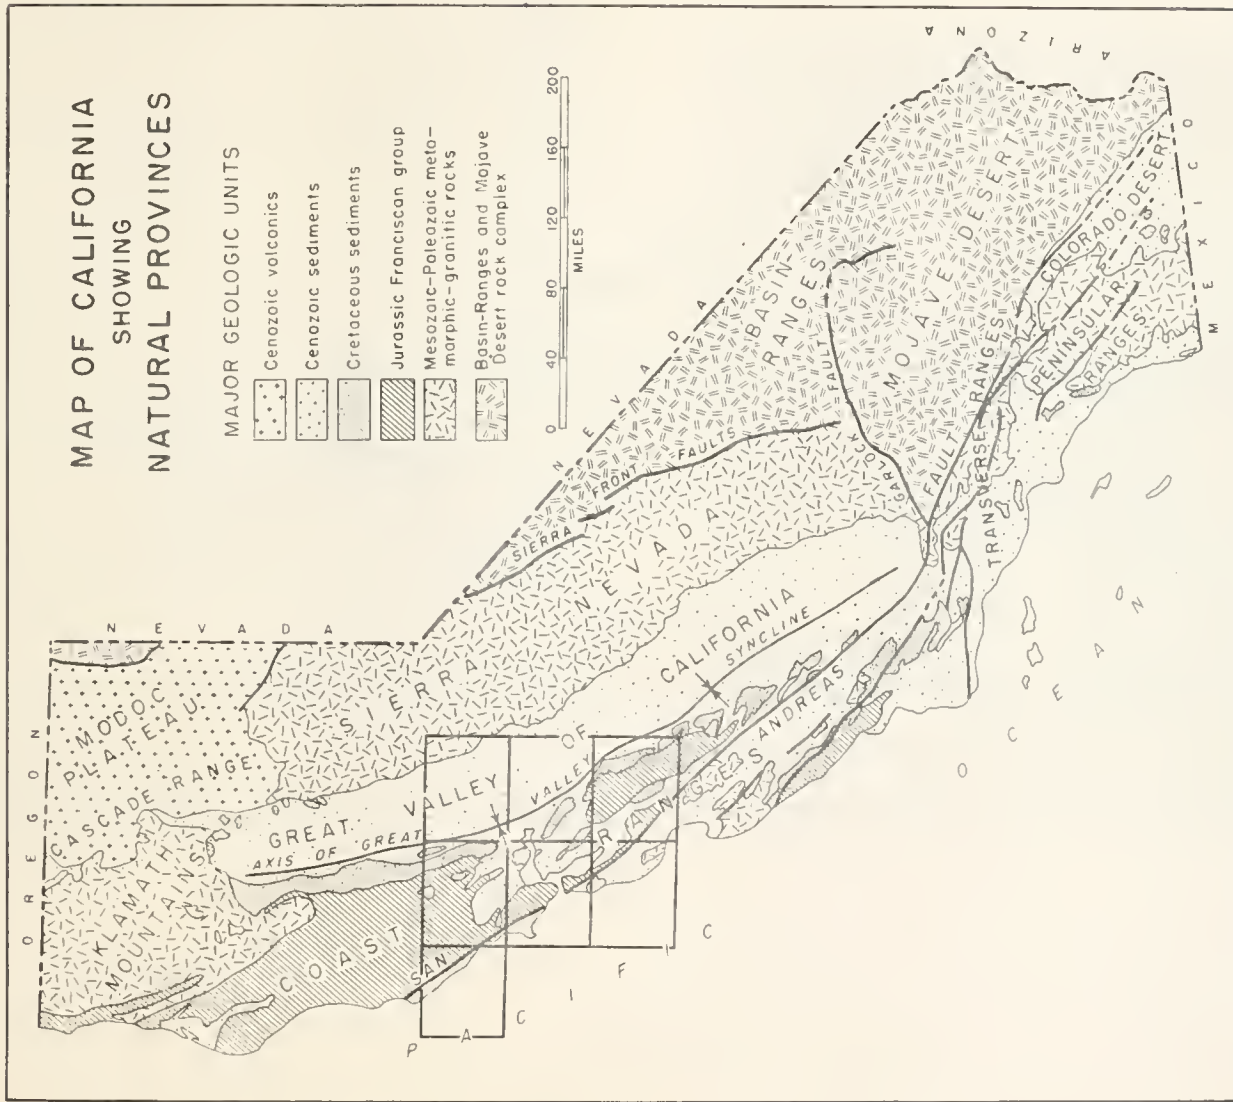 MAP OF CALIFORNIA
SHOWING
NATURAL PROVINCES
MAJOR GEOLOGIC UNITS
Cenozoic volcanics
Cenozoic sediments
Cretaceous sediments
Jurassic Franciscan group
Mesozoic-Paleozoic meta-
morphic-granitic rocks
Basin-Ranges and Mojave
Desert rock complex
0 40 80 120 160 200
MILES
OREGON
NEVADA
NEVADA
ARIZONA
MEXICO
PACIFIC
OCEAN
MODOC
PLATEAU
CASCADE RANGE
KLAMATH
MOUNTAINS
COAST
RANGES
GREAT VALLEY OF CALIFORNIA
AXIS OF GREAT VALLEY SYNCLINE
SIERRA NEVADA
SIERRA FRONT FAULTS
BASIN-
RANGES
GARLOCK FAULT
MOJAVE DESERT
SAN ANDREAS FAULT
TRANSVERSE RANGES
COLORADO DESERT
PENINSULAR
RANGES